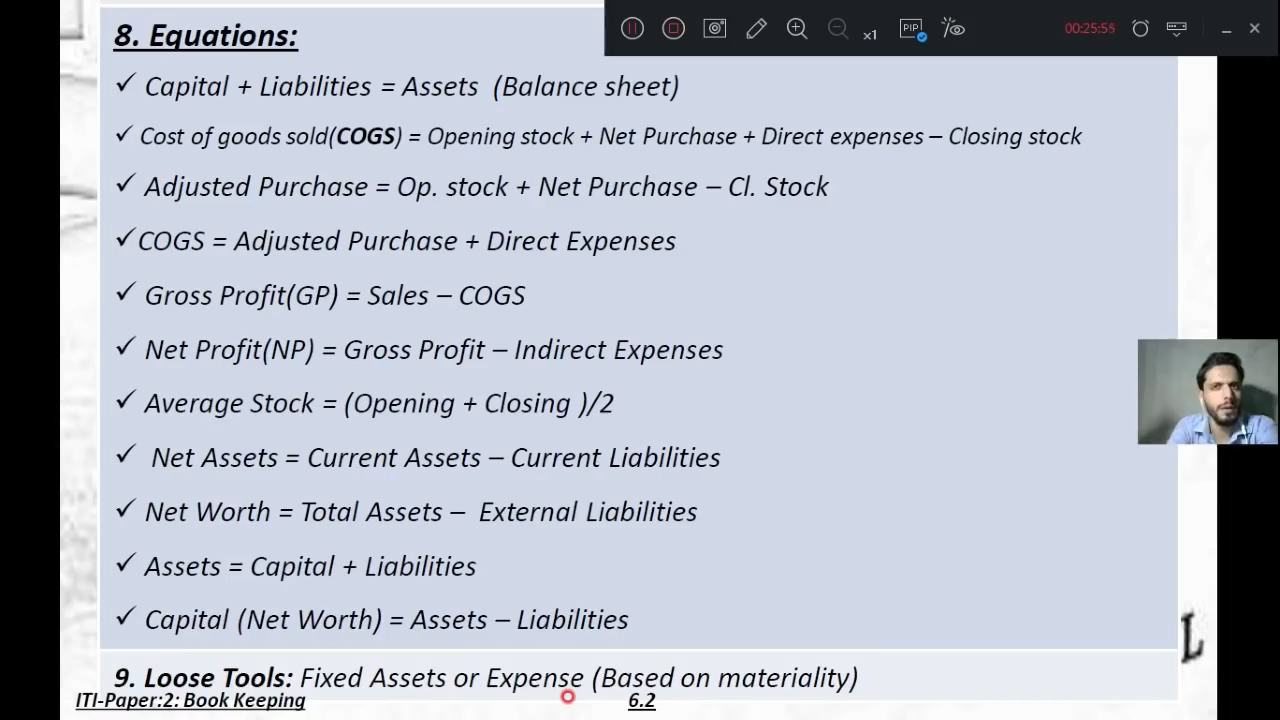 8. Equations:
x1
PIP
00:25:55
✓ Capital + Liabilities = Assets (Balance sheet)
✓ Cost of goods sold(COGS) = Opening stock + Net Purchase + Direct expenses – Closing stock
✓ Adjusted Purchase = Op. stock + Net Purchase – Cl. Stock
✓ COGS = Adjusted Purchase + Direct Expenses
✓ Gross Profit(GP) = Sales – COGS
✓ Net Profit(NP) = Gross Profit – Indirect Expenses
✓ Average Stock = (Opening + Closing )/2
✓ Net Assets = Current Assets – Current Liabilities
✓ Net Worth = Total Assets – External Liabilities
✓ Assets = Capital + Liabilities
✓ Capital (Net Worth) = Assets – Liabilities
L
9. Loose Tools: Fixed Assets or Expense (Based on materiality)
ITI-Paper:2: Book Keeping
6.2